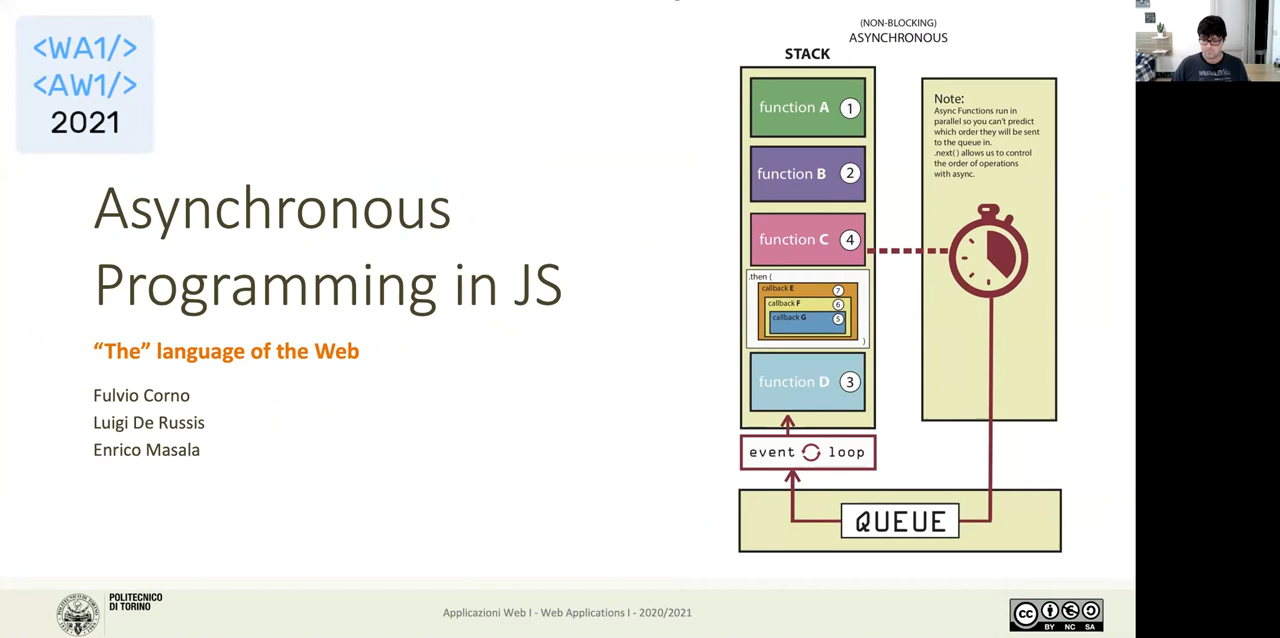 <WA1/>
<AW1/>
2021
Asynchronous
Programming in JS
“The” language of the Web
Fulvio Corno
Luigi De Russis
Enrico Masala
(NON-BLOCKING)
ASYNCHRONOUS
STACK
function A 1
function B 2
function C 4
.then (
callback E 7
callback F 6
callback G 5
)
function D 3
event loop
QUEUE
Note:
Async Functions run in
parallel so you can't predict
which order they will be sent
to the queue in.
.next( ) allows us to control
the order of operations
with async.
POLITECNICO
DI TORINO
Applicazioni Web I - Web Applications I - 2020/2021
cc
BY NC SA